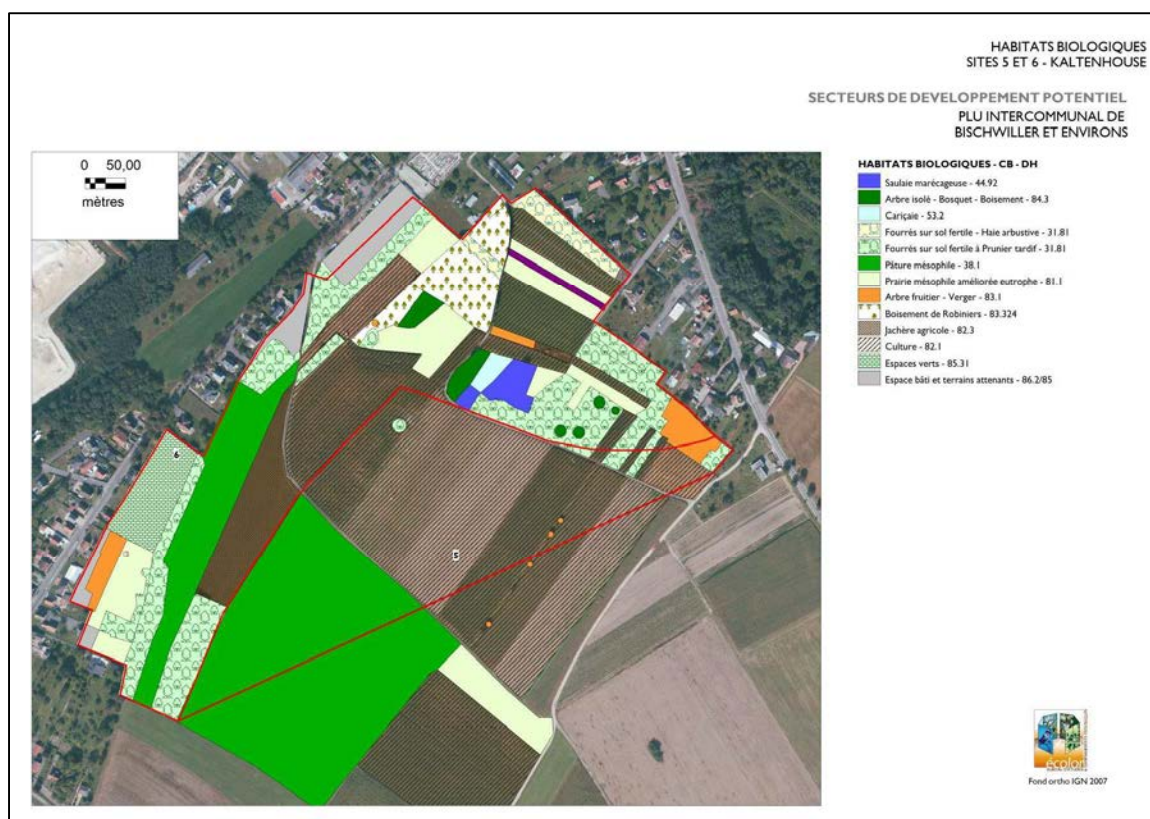 HABITATS BIOLOGIQUES
SITES 5 ET 6 - KALTENHOUSE
SECTEURS DE DEVELOPPEMENT POTENTIEL
PLU INTERCOMMUNAL DE
BISCHWILLER ET ENVIRONS
0 50,00
mètres
HABITATS BIOLOGIQUES - CB - DH
Saulaie marécageuse - 44.92
Arbre isolé - Bosquet - Boisement - 84.3
Cariçaie - 53.2
Fourrés sur sol fertile - Haie arbustive - 31.81
Fourrés sur sol fertile à Prunier tardif - 31.81
Pâture mésophile - 38.1
Prairie mésophile améliorée eutrophe - 81.1
Arbre fruitier - Verger - 83.1
Boisement de Robiniers - 83.324
Jachère agricole - 82.3
Culture - 82.1
Espaces verts - 85.31
Espace bâti et terrains attenants - 86.2/85
6
5
écolor
Fond ortho IGN 2007